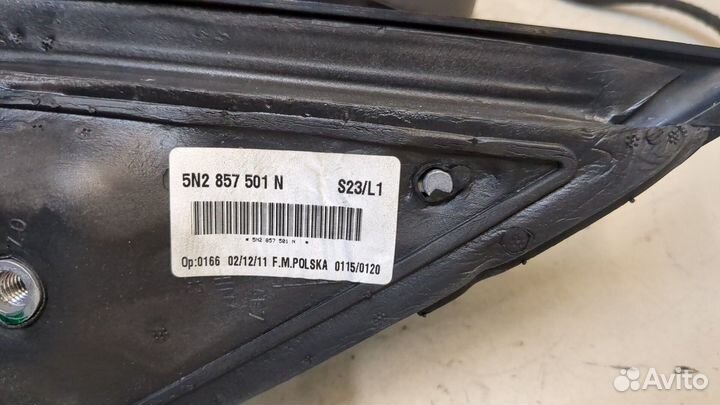 5N2 857 501 N S23/L1
* 5N2 857 501 N *
Op:0166 02/12/11 F.M.POLSKA 0115/0120
Avito